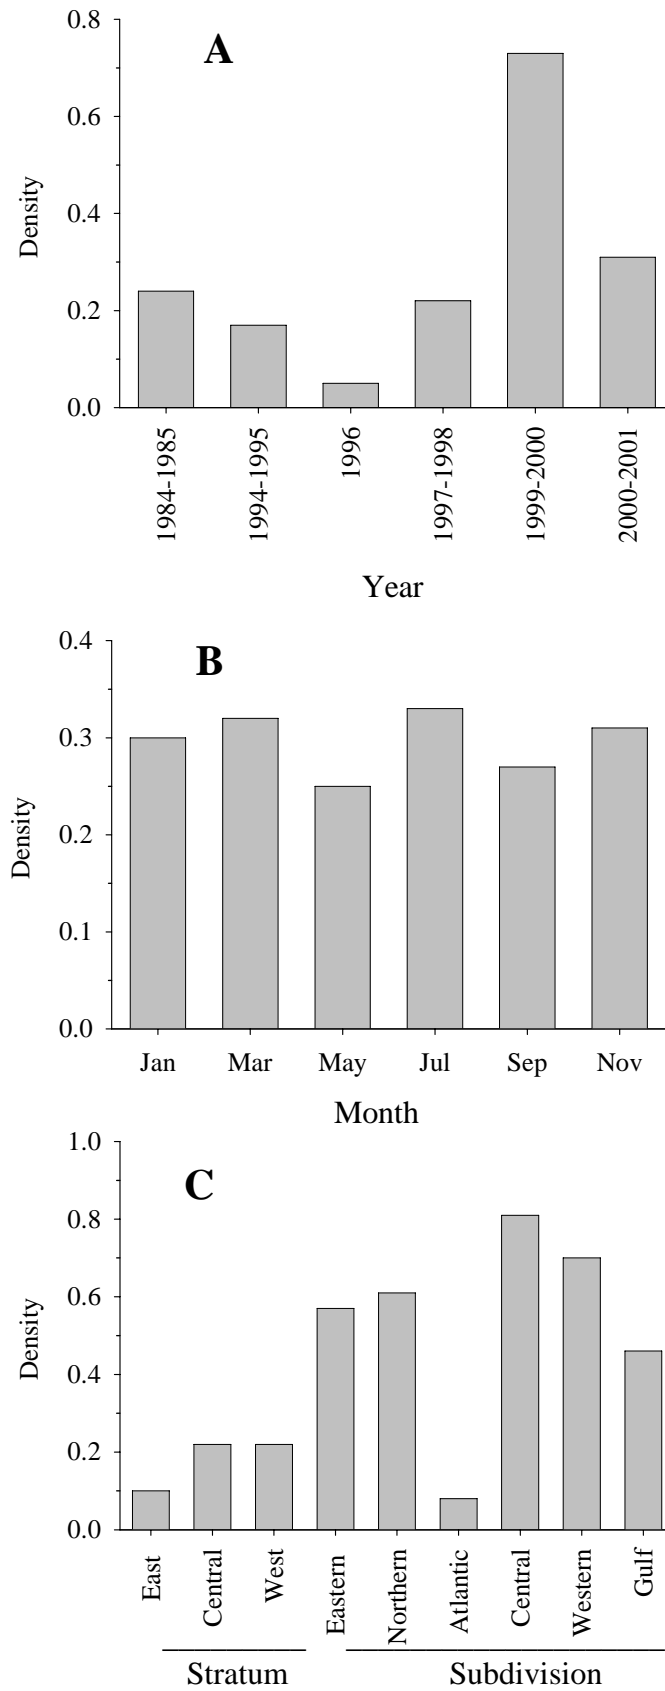 A
0.8
0.6
0.4
0.2
0.0
Density
1984-1985
1994-1995
1996
1997-1998
1999-2000
2000-2001
Year
B
0.4
0.3
0.2
0.1
0.0
Density
Jan Mar May Jul Sep Nov
Month
C
1.0
0.8
0.6
0.4
0.2
0.0
Density
East
Central
West
Eastern
Northern
Atlantic
Central
Western
Gulf
Stratum Subdivision